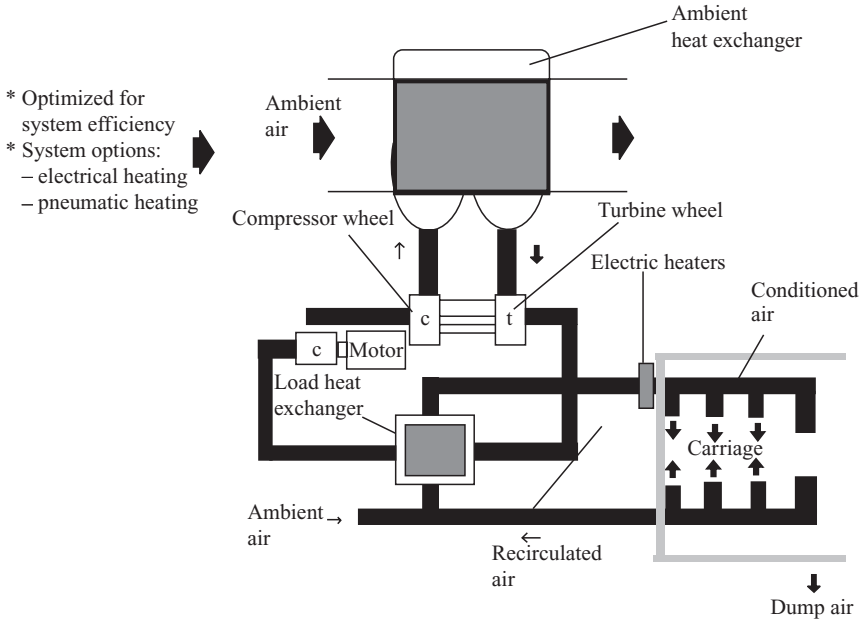 Ambient
heat exchanger
* Optimized for
system efficiency
* System options:
– electrical heating
– pneumatic heating
Ambient
air
Compressor wheel
Turbine wheel
Electric heaters
Conditioned
air
c
t
c
Motor
Load heat
exchanger
Carriage
Ambient
air
Recirculated
air
Dump air